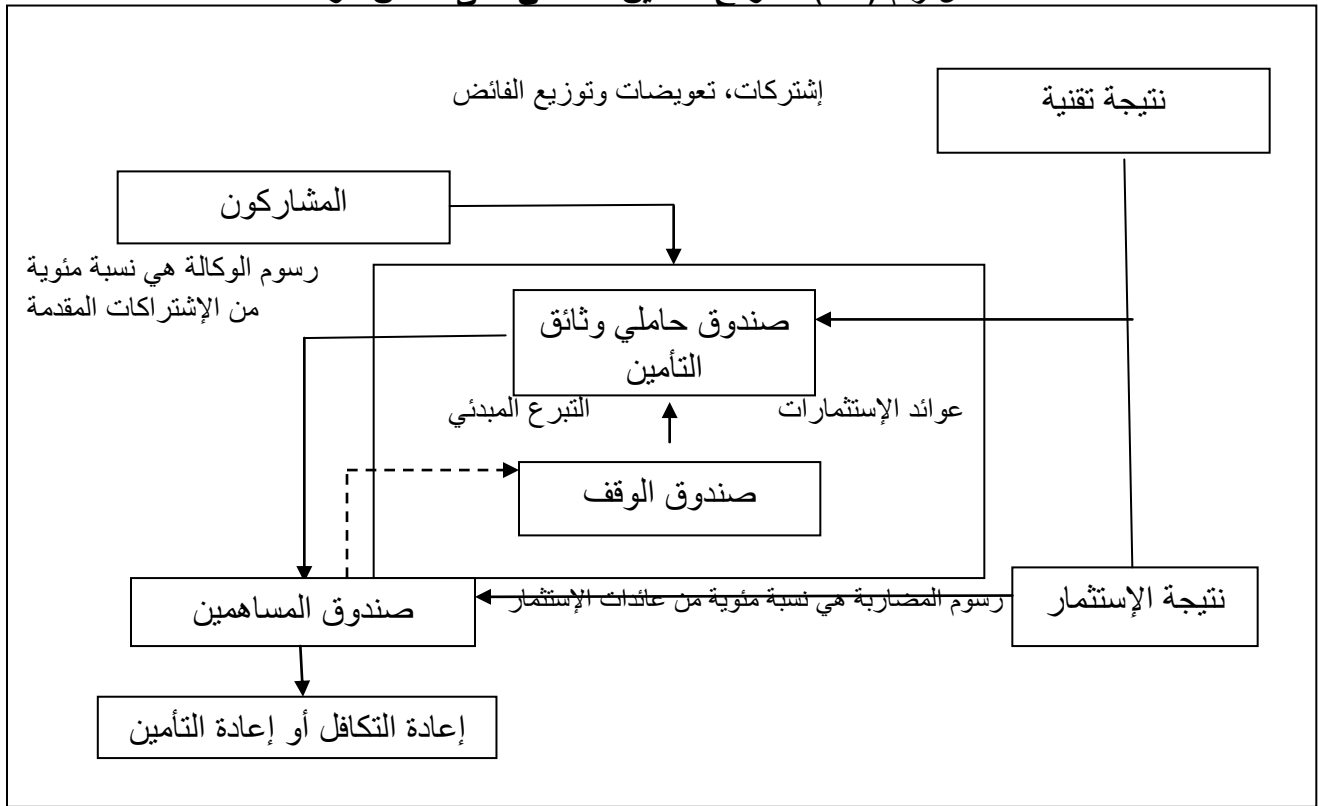 إشتركات، تعويضات وتوزيع الفائض
نتيجة تقنية
المشاركون
رسوم الوكالة هي نسبة مئوية
من الإشتراكات المقدمة
صندوق حاملي وثائق
التأمين
التبرع المبدئي
عوائد الإستثمارات
صندوق الوقف
صندوق المساهمين
رسوم المضاربة هي نسبة مئوية من عائدات الإستثمار
نتيجة الإستثمار
إعادة التكافل أو إعادة التأمين